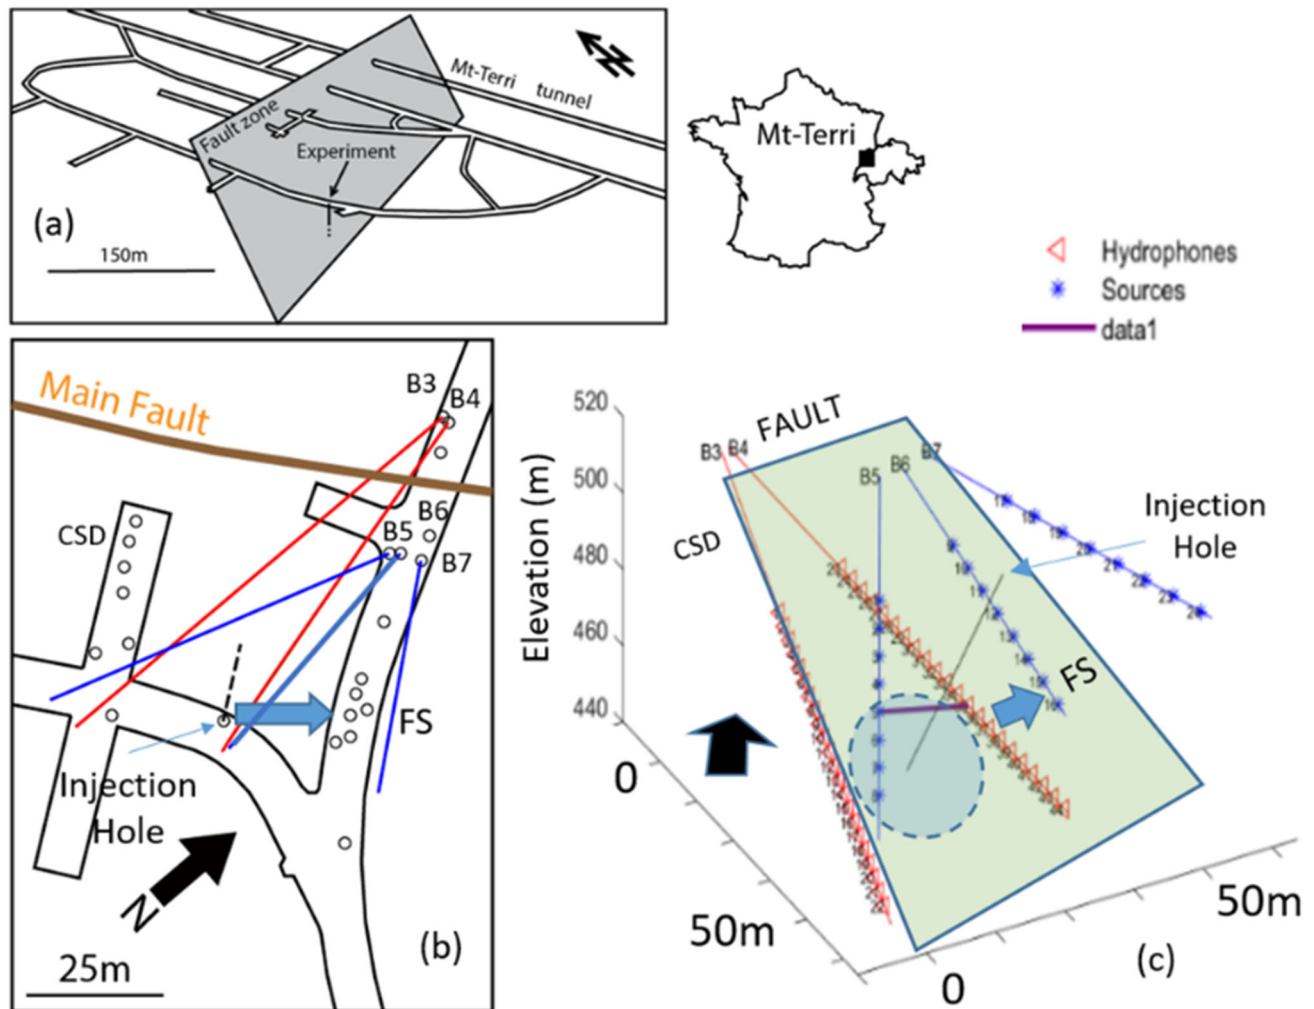 Mt-Terri tunnel
Fault zone
Experiment
(a)
150m
Mt-Terri
Hydrophones
Sources
data1
Main Fault
B3
B4
CSD
B5
B6
B7
FS
Injection
Hole
N
25m
(b)
Elevation (m)
520
500
480
460
440
0
50m
0
50m
FAULT
B3
B4
B5
B6
B7
CSD
Injection
Hole
FS
(c)